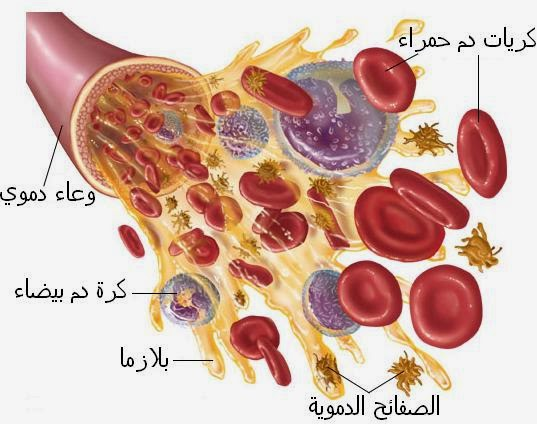 كريات دم حمراء
وعاء دموي
كرة دم بيضاء
بلازما
الصفائح الدموية